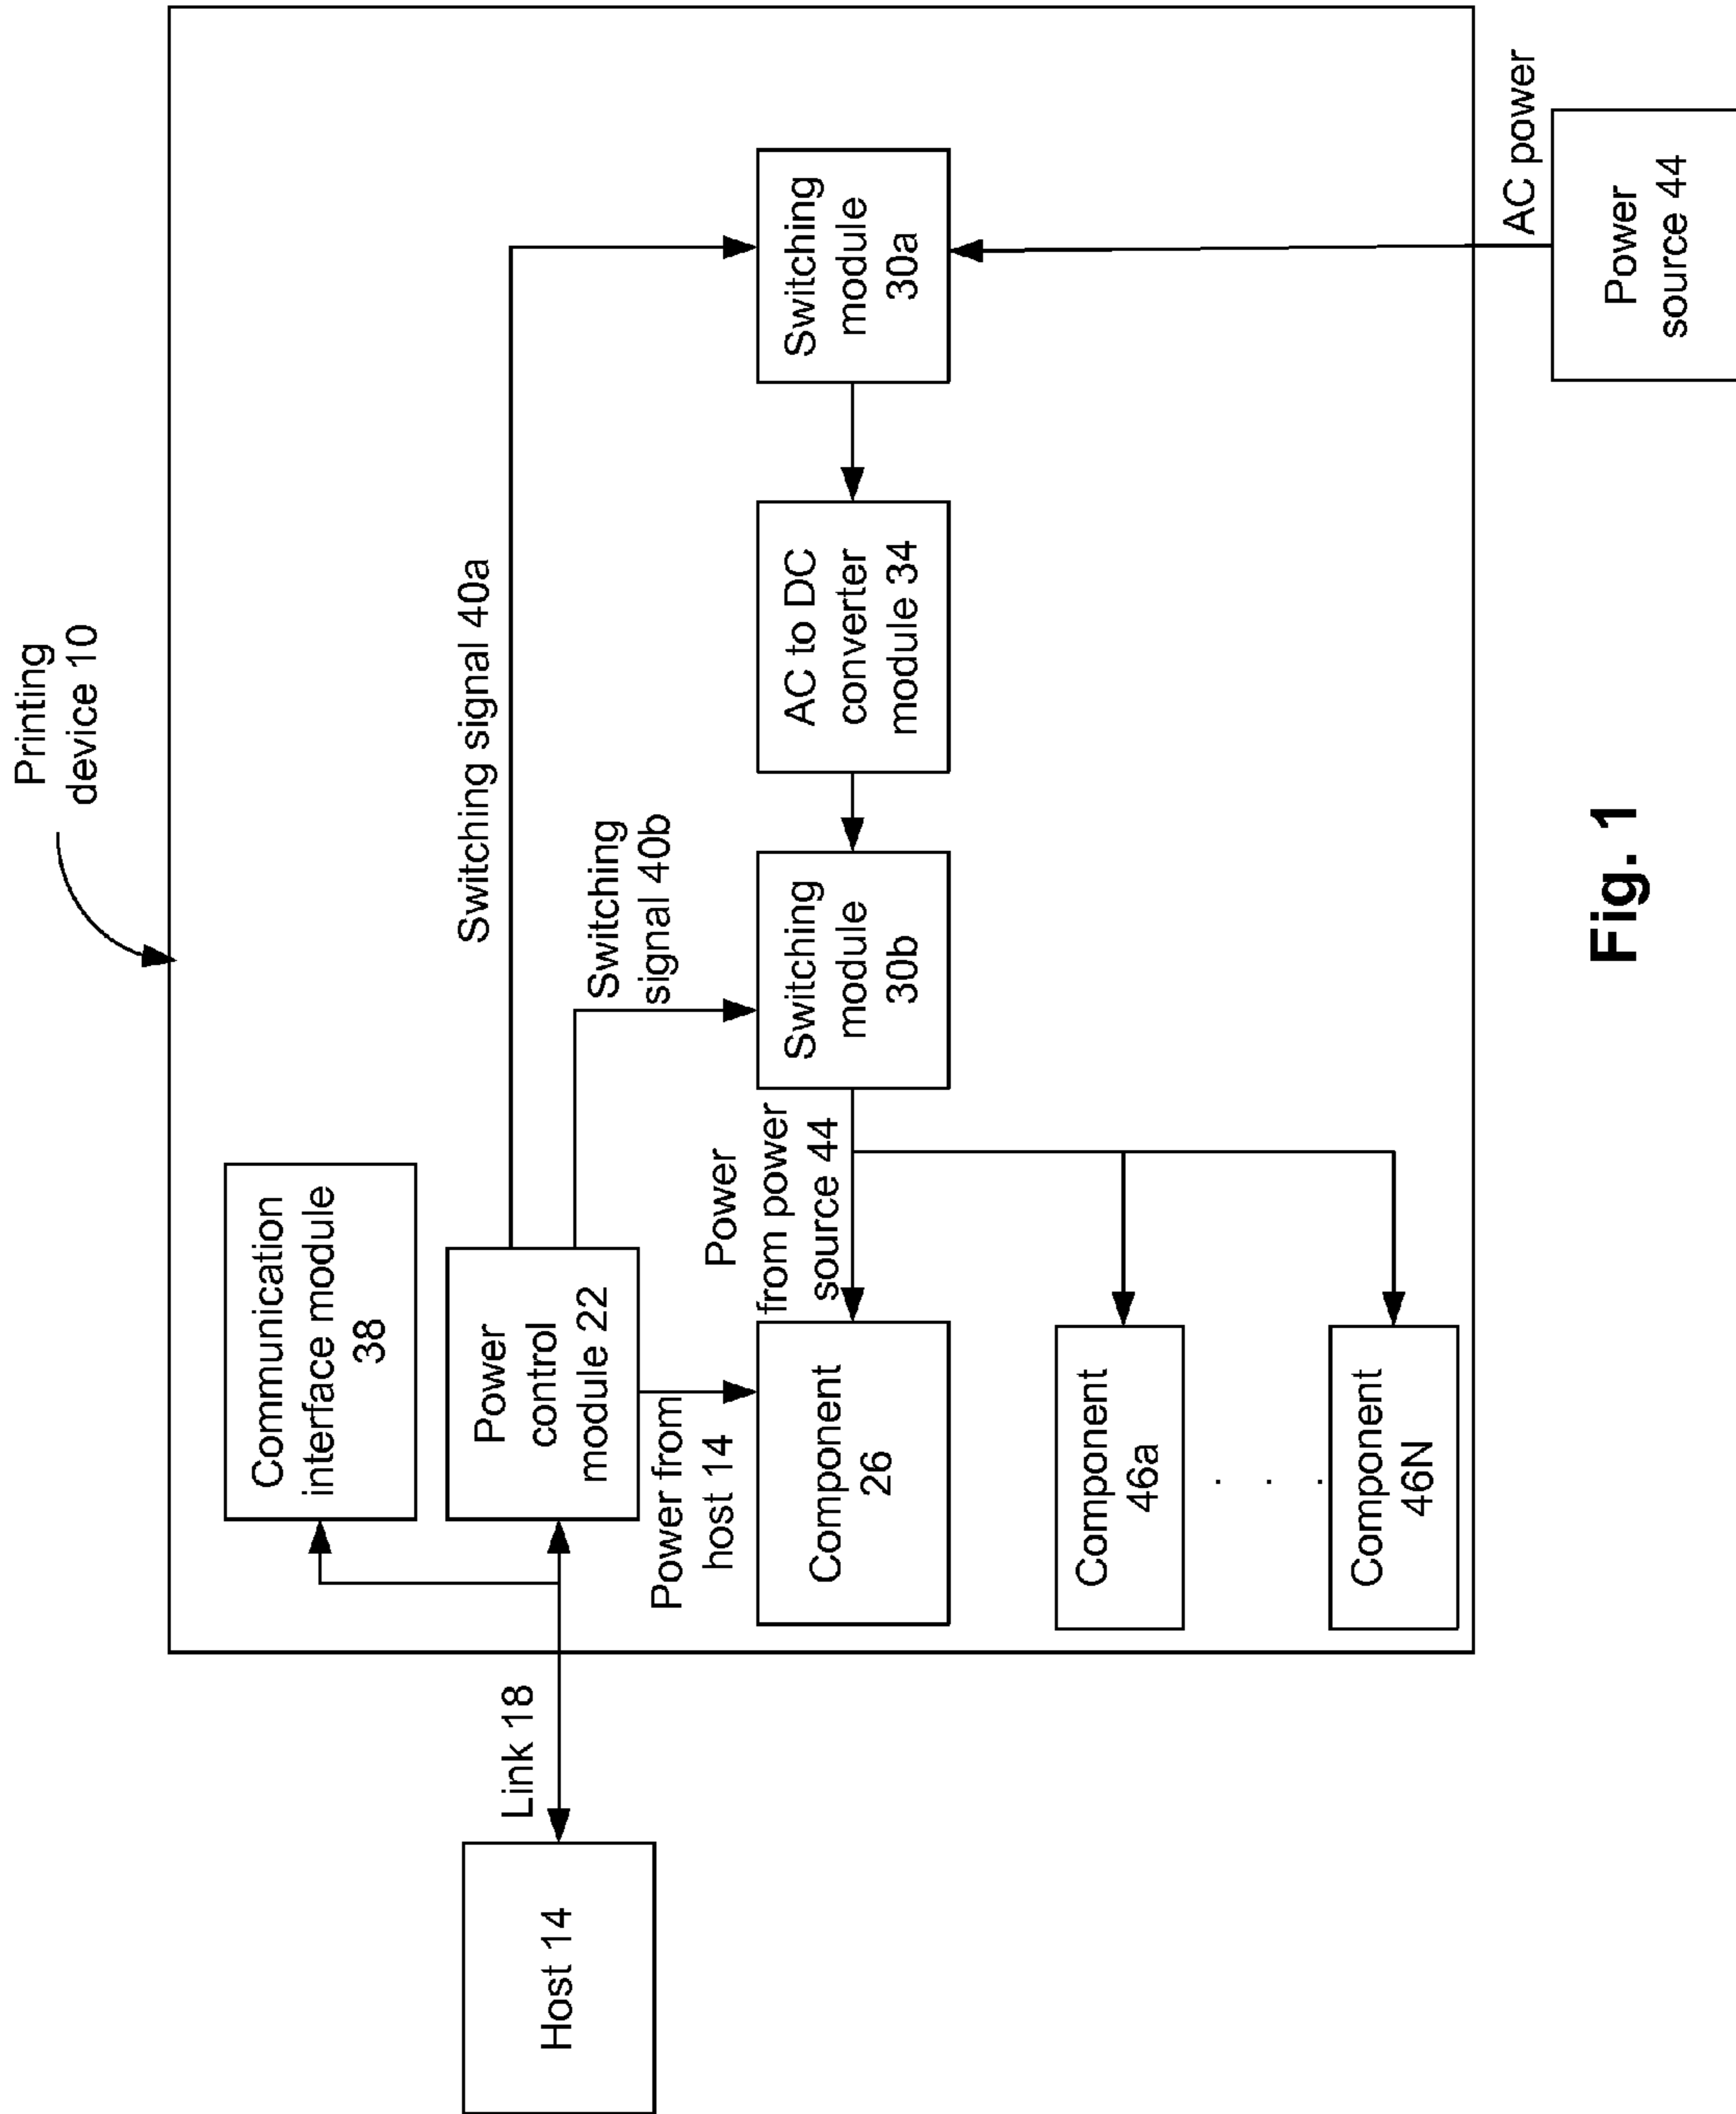 Printing
device 10
Switching signal 40a
Communication
interface module
38
Switching
signal 40b
Host 14
Link 18
Power
control
module 22
Power from
host 14
Power
from power
source 44
Component
26
Switching
module
30b
AC to DC
converter
module 34
Switching
module
30a
Component
46a
. . .
Component
46N
AC power
Power
source 44
Fig. 1